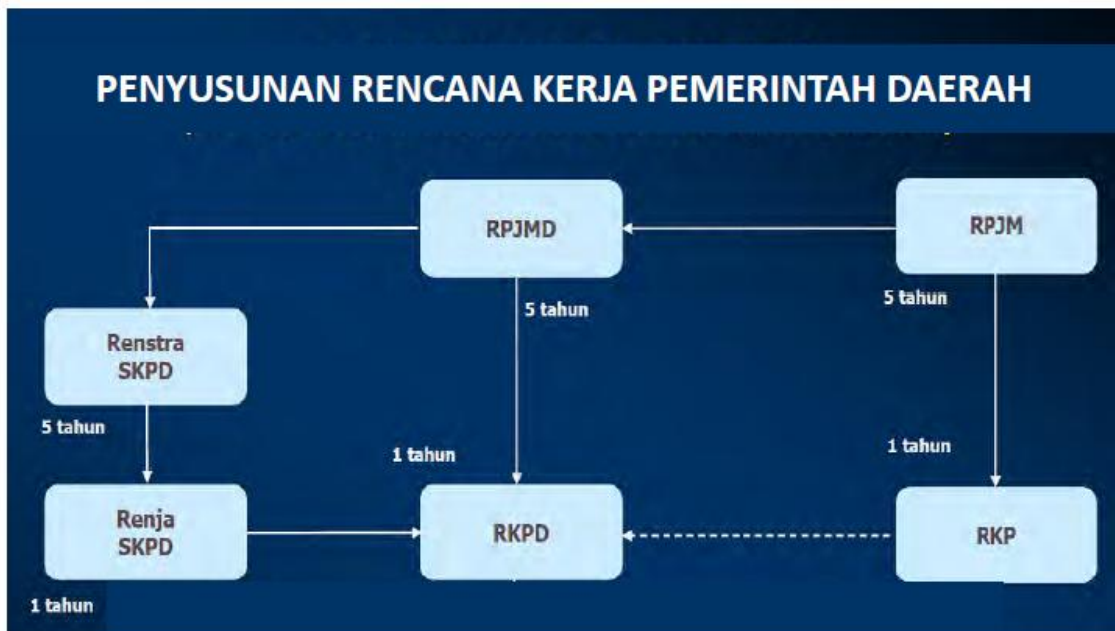 PENYUSUNAN RENCANA KERJA PEMERINTAH DAERAH
RPJMD
RPJM
5 tahun
5 tahun
Renstra
SKPD
5 tahun
1 tahun
1 tahun
Renja
SKPD
RKPD
RKP
1 tahun